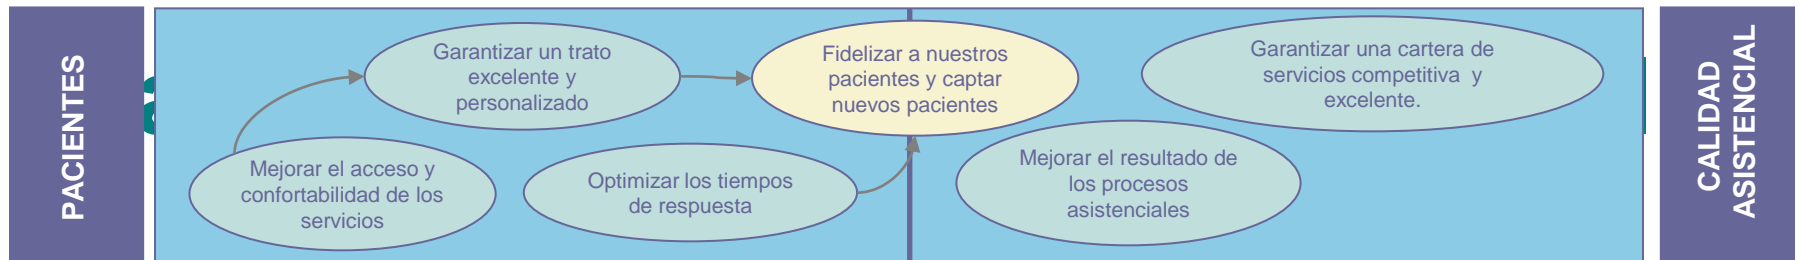 PACIENTES
Garantizar un trato
excelente y
personalizado
Fidelizar a nuestros
pacientes y captar
nuevos pacientes
Garantizar una cartera de
servicios competitiva y
excelente.
Mejorar el acceso y
confortabilidad de los
servicios
Optimizar los tiempos
de respuesta
Mejorar el resultado de
los procesos
asistenciales
CALIDAD
ASISTENCIAL